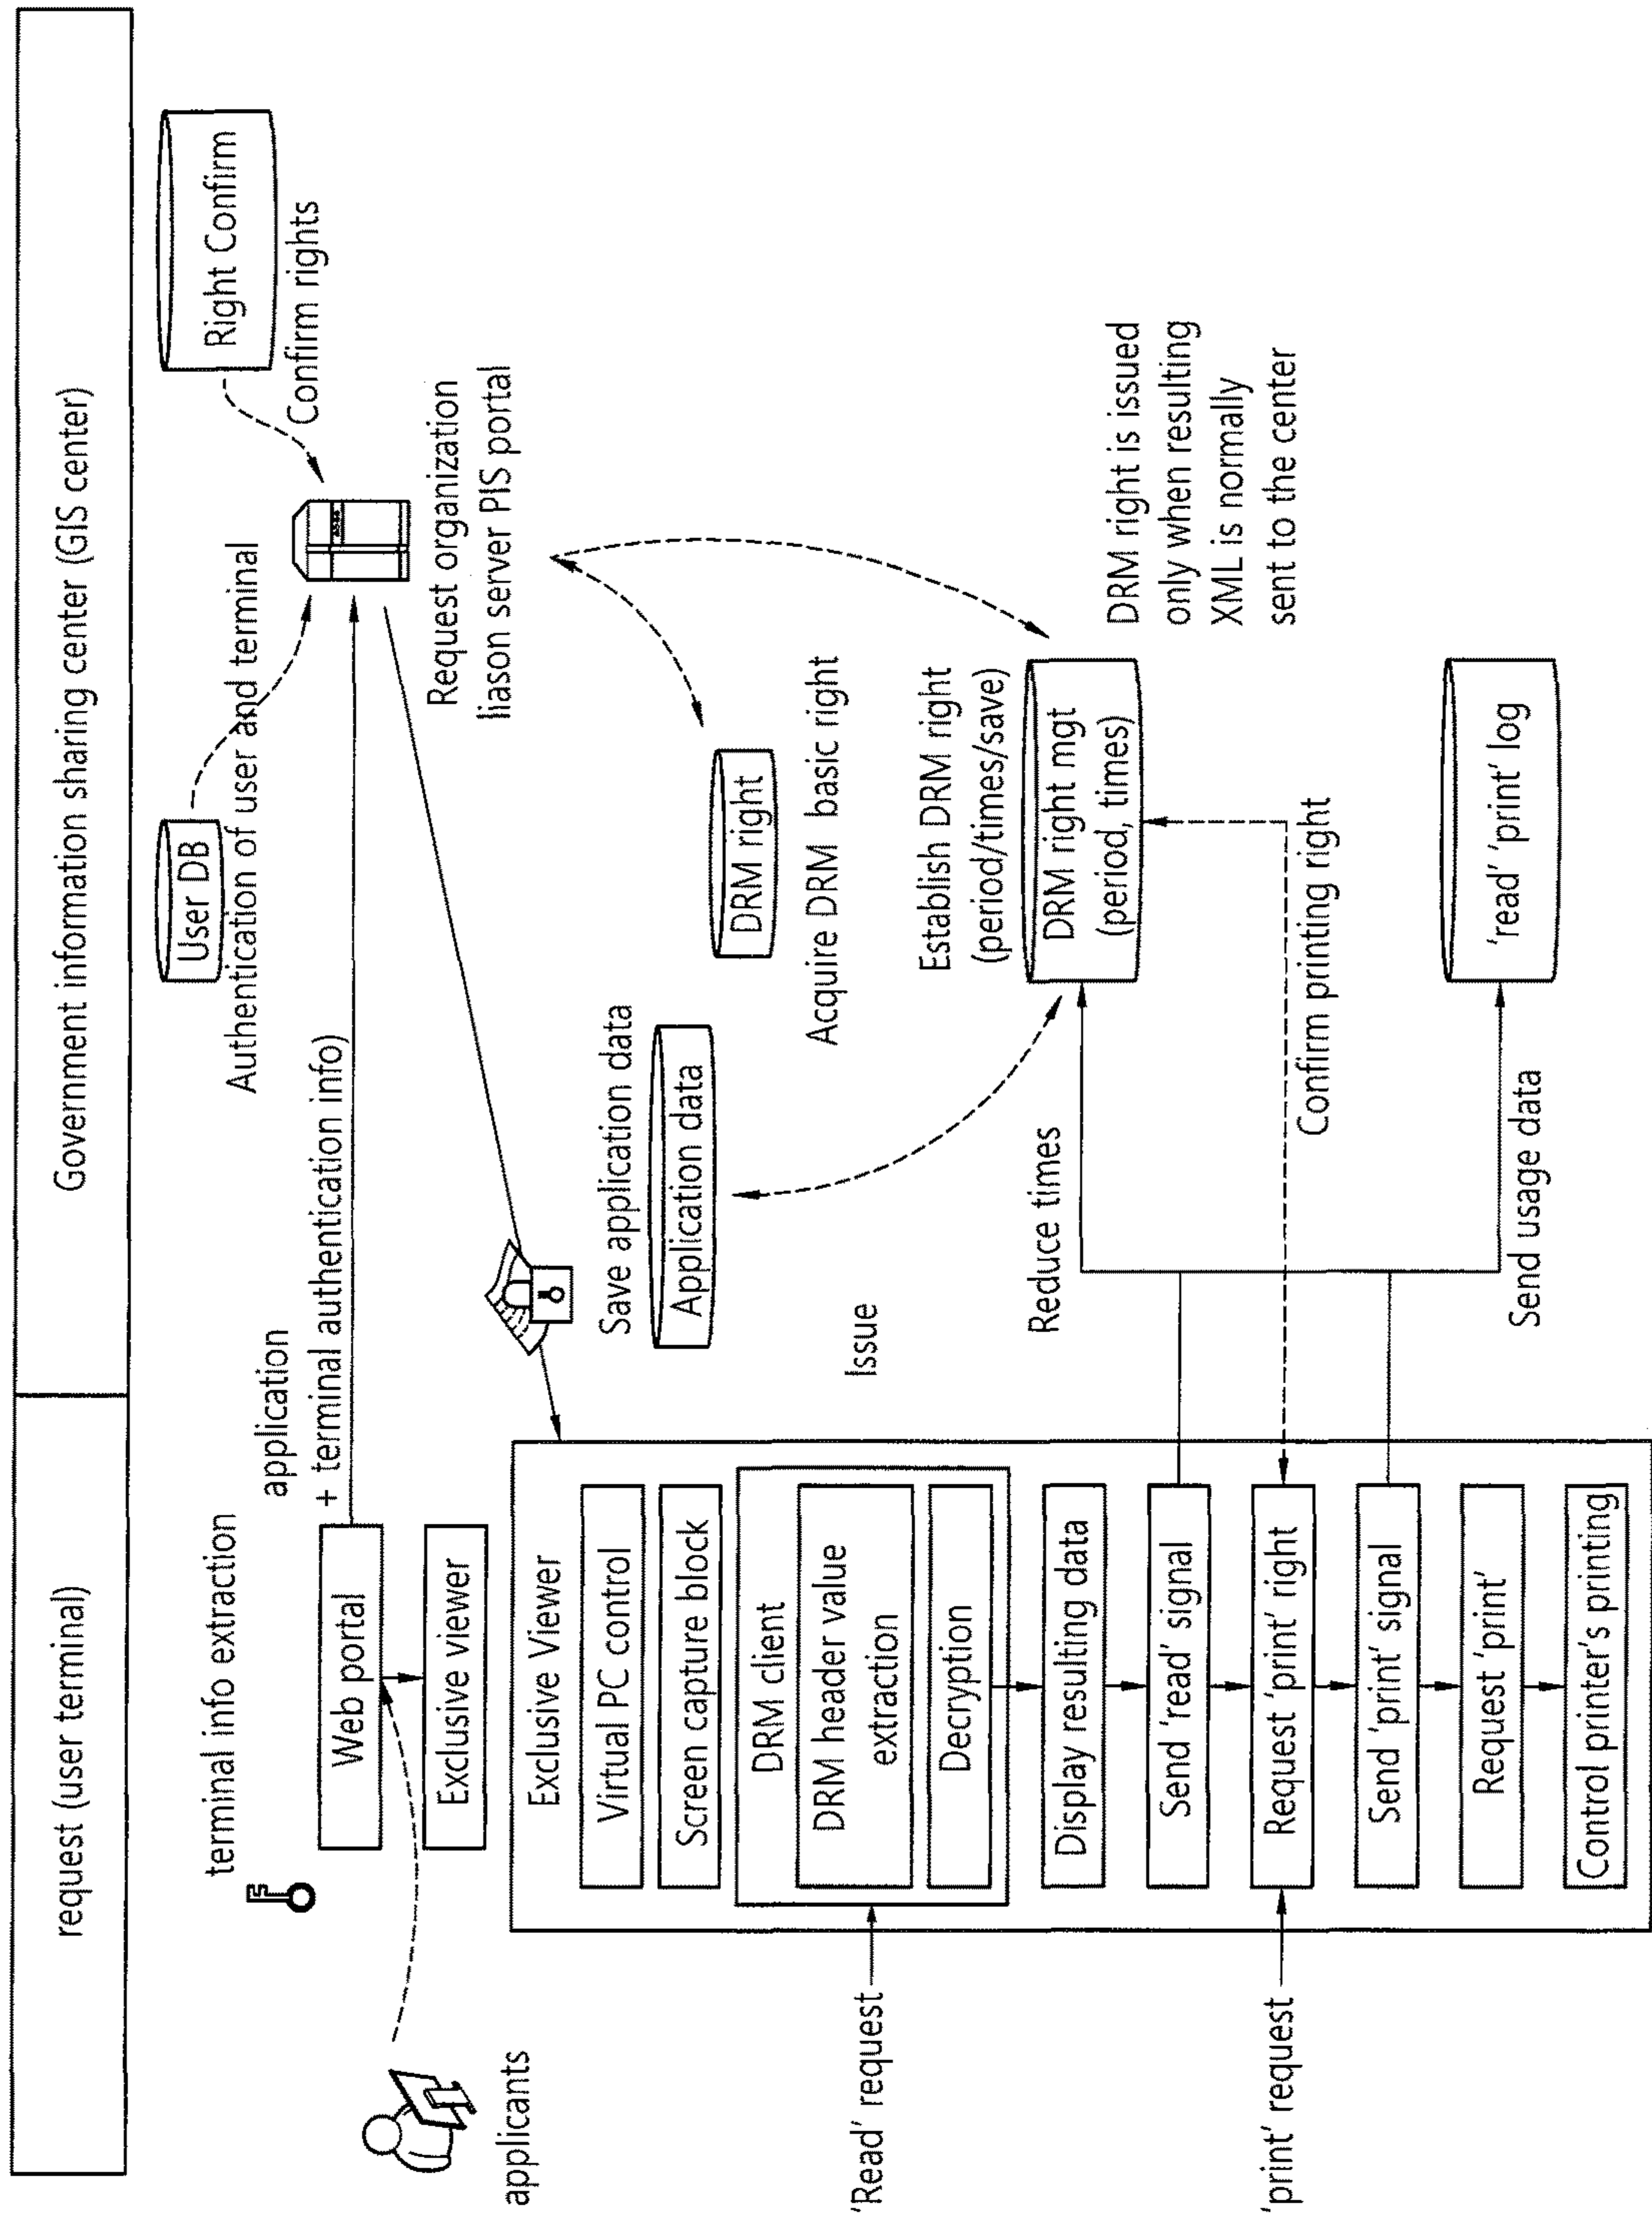 request (user terminal)
Government information sharing center (GIS center)
terminal info extraction
application
+ terminal authentication info)
User DB
Authentication of user and terminal
Right Confirm
Confirm rights
Web portal
Exclusive viewer
applicants
Request organization
liason server PIS portal
Exclusive Viewer
Virtual PC control
Screen capture block
DRM client
DRM header value
extraction
Decryption
Display resulting data
Send 'read' signal
Request 'print' right
Send 'print' signal
Request 'print'
Control printer's printing
'Read' request
'print' request
Save application data
Application data
Issue
DRM right
Acquire DRM basic right
Establish DRM right
(period/times/save)
DRM right mgt
(period, times)
DRM right is issued
only when resulting
XML is normally
sent to the center
Reduce times
Confirm printing right
'read' 'print' log
Send usage data